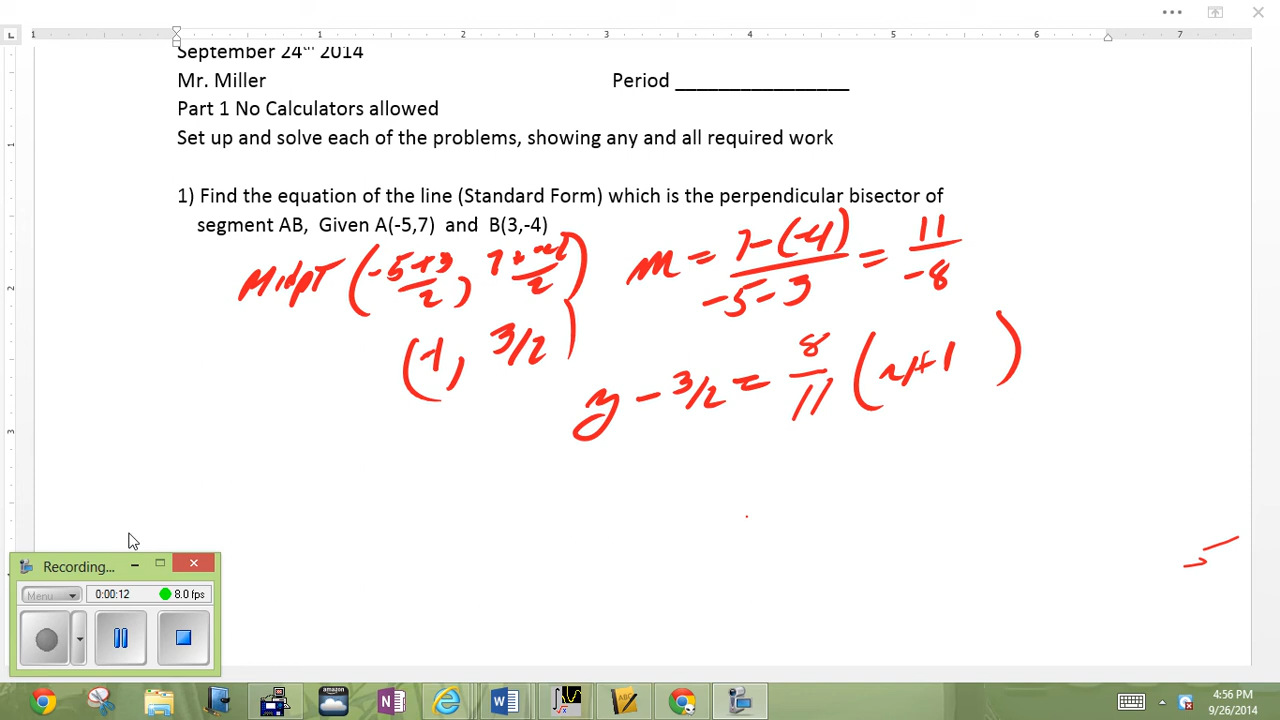 September 24th 2014
Mr. Miller Period ________________
Part 1 No Calculators allowed
Set up and solve each of the problems, showing any and all required work
1) Find the equation of the line (Standard Form) which is the perpendicular bisector of
segment AB, Given A(-5,7) and B(3,-4)
MidPT (-5+3/2, 7+-4/2) m = 7-(-4)/-5-3 = 11/-8
(-1, 3/2)
y - 3/2 = 8/11 (x+1 )
Recording...
Menu 0:00:12 8.0 fps
4:56 PM
9/26/2014